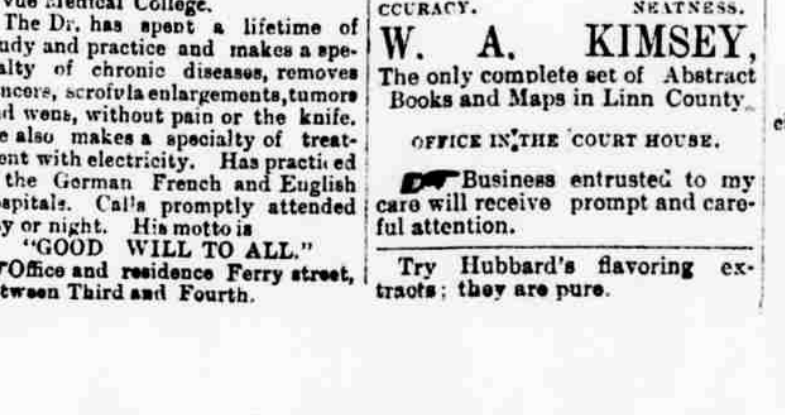 vue Medical College.
The Dr. has spent a lifetime of
udy and practice and makes a spe-
alty of chronic diseases, removes
ncers, scrofula enlargements, tumors
d wens, without pain or the knife.
e also makes a specialty of treat-
ent with electricity. Has practiced
the German French and English
ospitals. Calls promptly attended
y or night. His motto is
"GOOD WILL TO ALL."
Office and residence Ferry street,
tween Third and Fourth.
CCURACY. NEATNESS.
W. A. KIMSEY,
The only complete set of Abstract
Books and Maps in Linn County
OFFICE IN THE COURT HOUSE.
Business entrusted to my
care will receive prompt and care-
ful attention.
Try Hubbard's flavoring ex-
tracts; they are pure.